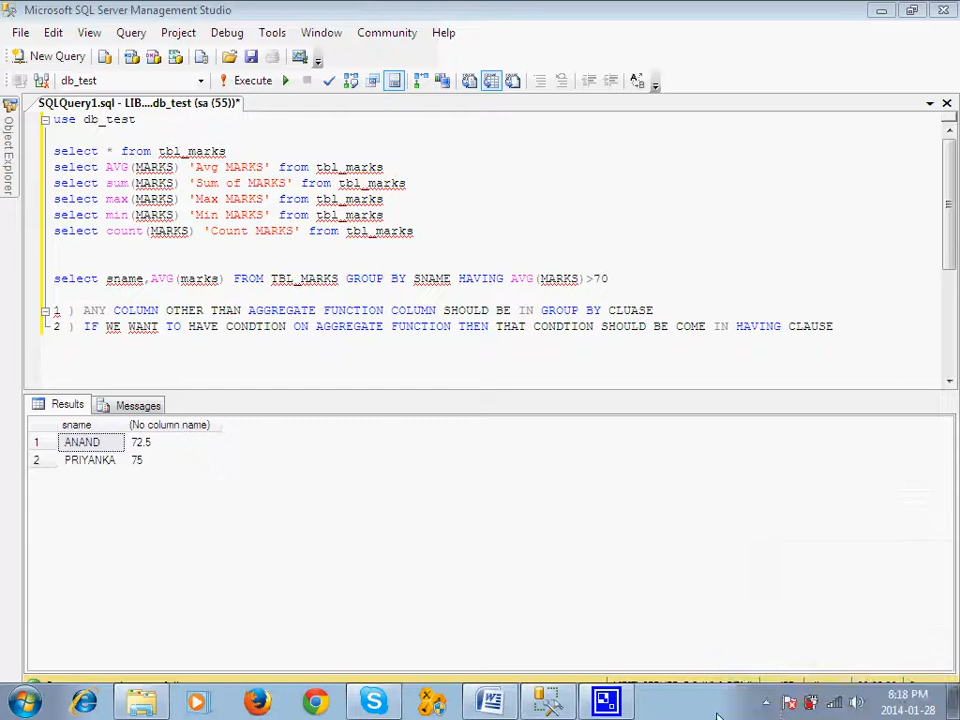 Microsoft SQL Server Management Studio
File Edit View Query Project Debug Tools Window Community Help
New Query
db_test Execute
SQLQuery1.sql - LIB....db_test (sa (55))*
Object Explorer
use db_test
select * from tbl_marks
select AVG(MARKS) 'Avg MARKS' from tbl_marks
select sum(MARKS) 'Sum of MARKS' from tbl_marks
select max(MARKS) 'Max MARKS' from tbl_marks
select min(MARKS) 'Min MARKS' from tbl_marks
select count(MARKS) 'Count MARKS' from tbl_marks
select sname,AVG(marks) FROM TBL_MARKS GROUP BY SNAME HAVING AVG(MARKS)>70
1 ) ANY COLUMN OTHER THAN AGGREGATE FUNCTION COLUMN SHOULD BE IN GROUP BY CLUASE
2 ) IF WE WANT TO HAVE CONDTION ON AGGREGATE FUNCTION THEN THAT CONDTION SHOULD BE COME IN HAVING CLAUSE
Results Messages
sname (No column name)
1 ANAND 72.5
2 PRIYANKA 75
6:18 PM
2014-01-28